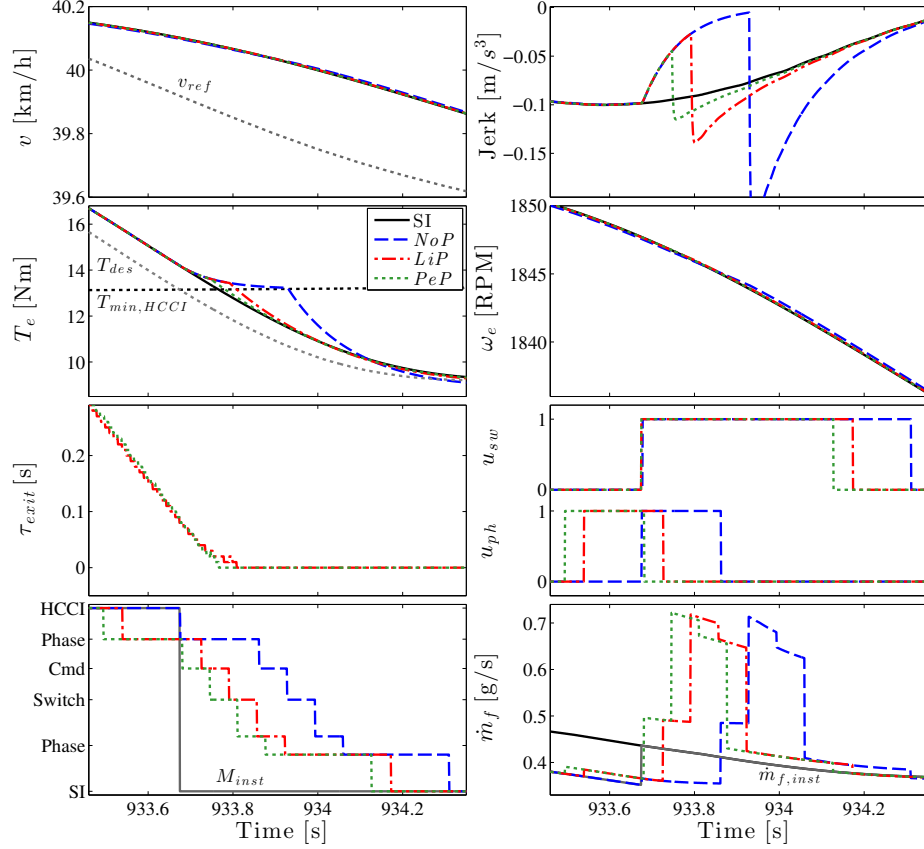 40.2
40
39.8
39.6
v [km/h]
v_ref
0
−0.05
−0.1
−0.15
Jerk [m/s³]
16
14
12
10
T_e [Nm]
T_des
T_min,HCCI
SI
NoP
LiP
PeP
1850
1845
1840
ω_e [RPM]
0.2
0.1
0
τ_exit [s]
1
0
u_sw
1
0
u_ph
HCCI
Phase
Cmd
Switch
Phase
SI
M_inst
933.6 933.8 934 934.2
Time [s]
0.7
0.6
0.5
0.4
ṁ_f [g/s]
ṁ_f,inst
933.6 933.8 934 934.2
Time [s]